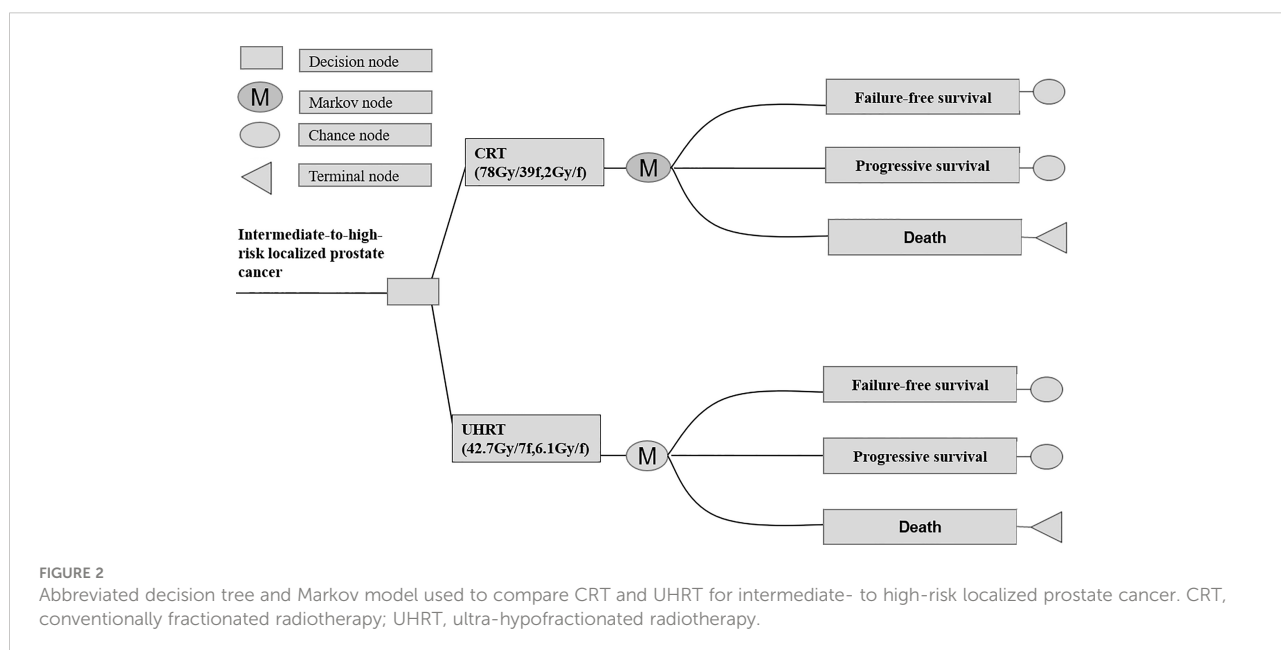 Decision node
M
Markov node
Chance node
Terminal node
Intermediate-to-high-
risk localized prostate
cancer
CRT
(78Gy/39f,2Gy/f)
M
Failure-free survival
Progressive survival
Death
UHRT
(42.7Gy/7f,6.1Gy/f)
M
Failure-free survival
Progressive survival
Death
FIGURE 2
Abbreviated decision tree and Markov model used to compare CRT and UHRT for intermediate- to high-risk localized prostate cancer. CRT,
conventionally fractionated radiotherapy; UHRT, ultra-hypofractionated radiotherapy.